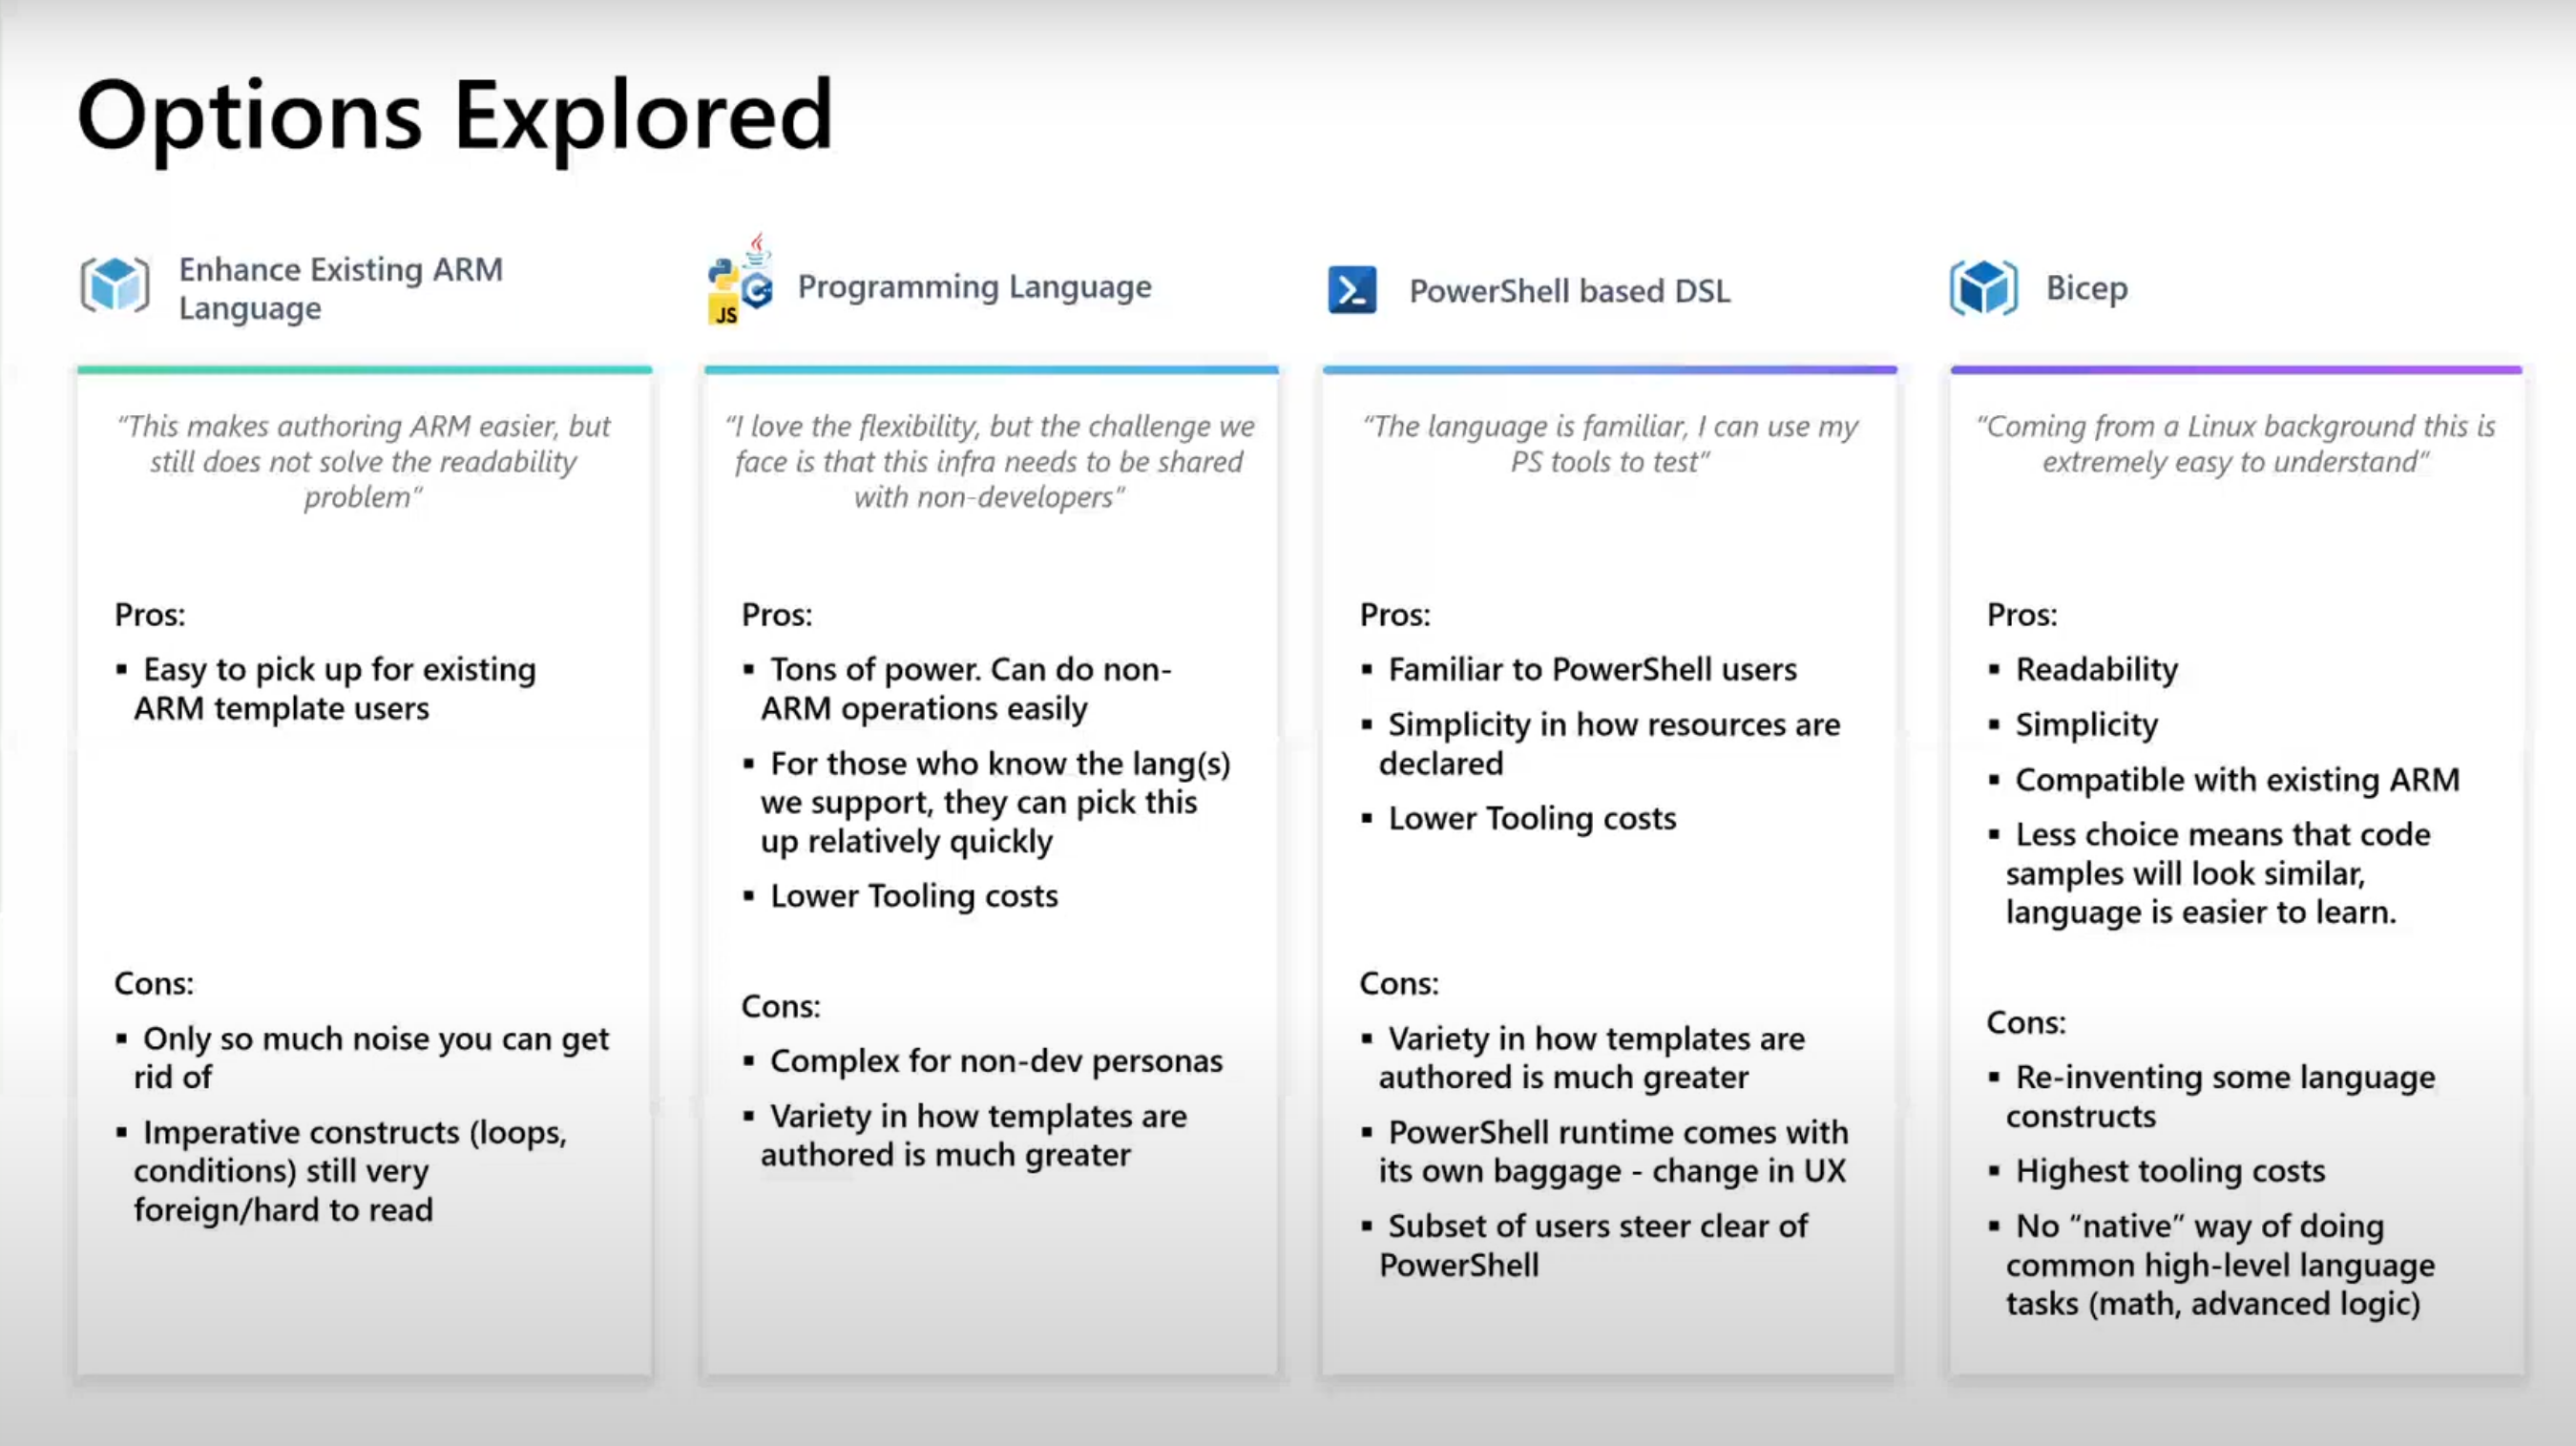 Options Explored
Enhance Existing ARM
Language
“This makes authoring ARM easier, but
still does not solve the readability
problem”
Pros:
▪ Easy to pick up for existing
ARM template users
Cons:
▪ Only so much noise you can get
rid of
▪ Imperative constructs (loops,
conditions) still very
foreign/hard to read
JS
Programming Language
“I love the flexibility, but the challenge we
face is that this infra needs to be shared
with non-developers”
Pros:
▪ Tons of power. Can do non-
ARM operations easily
▪ For those who know the lang(s)
we support, they can pick this
up relatively quickly
▪ Lower Tooling costs
Cons:
▪ Complex for non-dev personas
▪ Variety in how templates are
authored is much greater
PowerShell based DSL
“The language is familiar, I can use my
PS tools to test”
Pros:
▪ Familiar to PowerShell users
▪ Simplicity in how resources are
declared
▪ Lower Tooling costs
Cons:
▪ Variety in how templates are
authored is much greater
▪ PowerShell runtime comes with
its own baggage - change in UX
▪ Subset of users steer clear of
PowerShell
Bicep
“Coming from a Linux background this is
extremely easy to understand”
Pros:
▪ Readability
▪ Simplicity
▪ Compatible with existing ARM
▪ Less choice means that code
samples will look similar,
language is easier to learn.
Cons:
▪ Re-inventing some language
constructs
▪ Highest tooling costs
▪ No “native” way of doing
common high-level language
tasks (math, advanced logic)